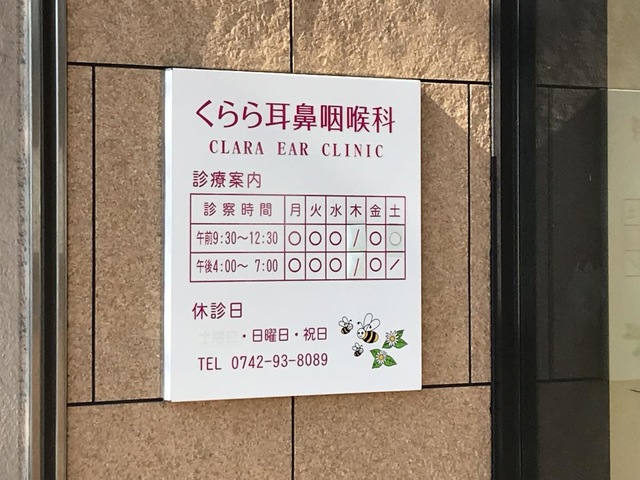 くらら耳鼻咽喉科
CLARA EAR CLINIC
診療案内
診察時間 月 火 水 木 金 土
午前9:30～12:30 ○ ○ ○ / ○ ○
午後4:00～ 7:00 ○ ○ ○ / ○ /
休診日
・日曜日・祝日
TEL 0742-93-8089